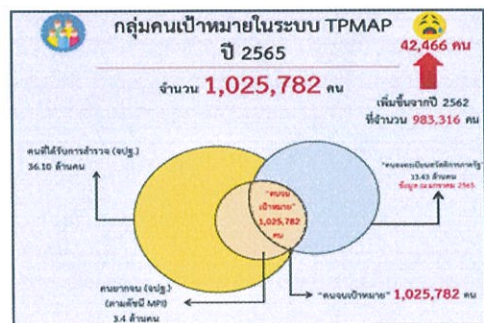 กลุ่มคนเป้าหมายในระบบ TPMAP
ปี 2565
จำนวน 1,025,782 คน
42,466 คน
เพิ่มขึ้นจากปี 2562
ที่จำนวน 983,316 คน
คนที่ได้รับการสำรวจ (จปฐ.)
36.10 ล้านคน
"คนจน
เป้าหมาย"
1,025,782
คน
"คนลงทะเบียนสวัสดิการภาครัฐ"
13.43 ล้านคน
ข้อมูล ณ มกราคม 2565
คนยากจน (จปฐ.)
(ตามดัชนี MPI)
3.4 ล้านคน
"คนจนเป้าหมาย" 1,025,782 คน